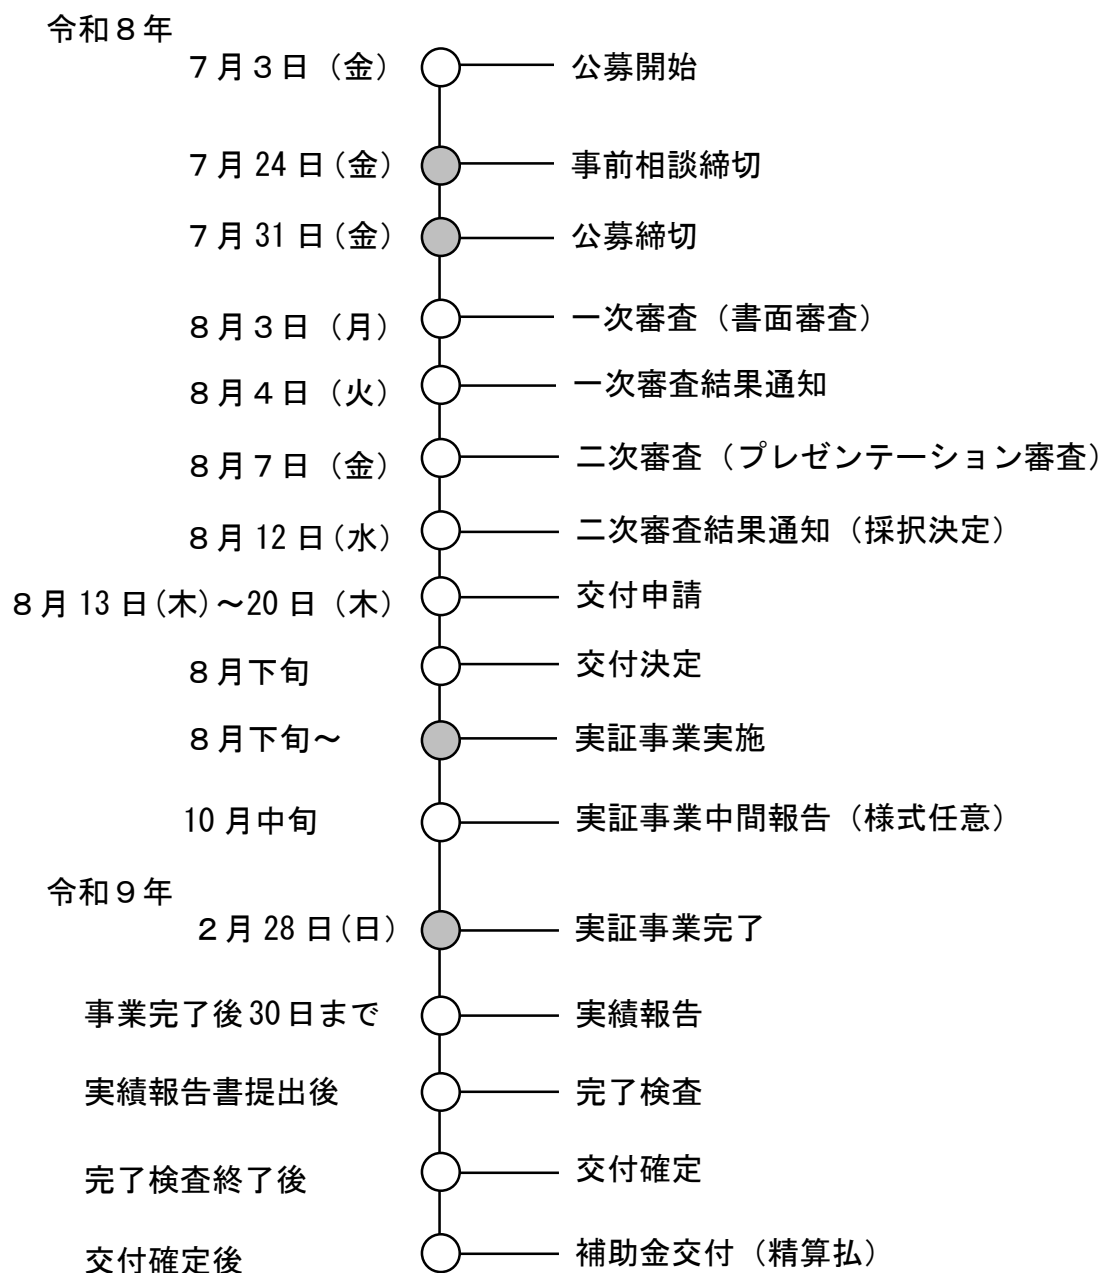 令和８年
７月３日（金） 公募開始
７月 24 日（金） 事前相談締切
７月 31 日（金） 公募締切
８月３日（月） 一次審査（書面審査）
８月４日（火） 一次審査結果通知
８月７日（金） 二次審査（プレゼンテーション審査）
８月 12 日（水） 二次審査結果通知（採択決定）
８月 13 日（木）～20 日（木） 交付申請
８月下旬 交付決定
８月下旬～ 実証事業実施
10 月中旬 実証事業中間報告（様式任意）
令和９年
２月 28 日（日） 実証事業完了
事業完了後 30 日まで 実績報告
実績報告書提出後 完了検査
完了検査終了後 交付確定
交付確定後 補助金交付（精算払）